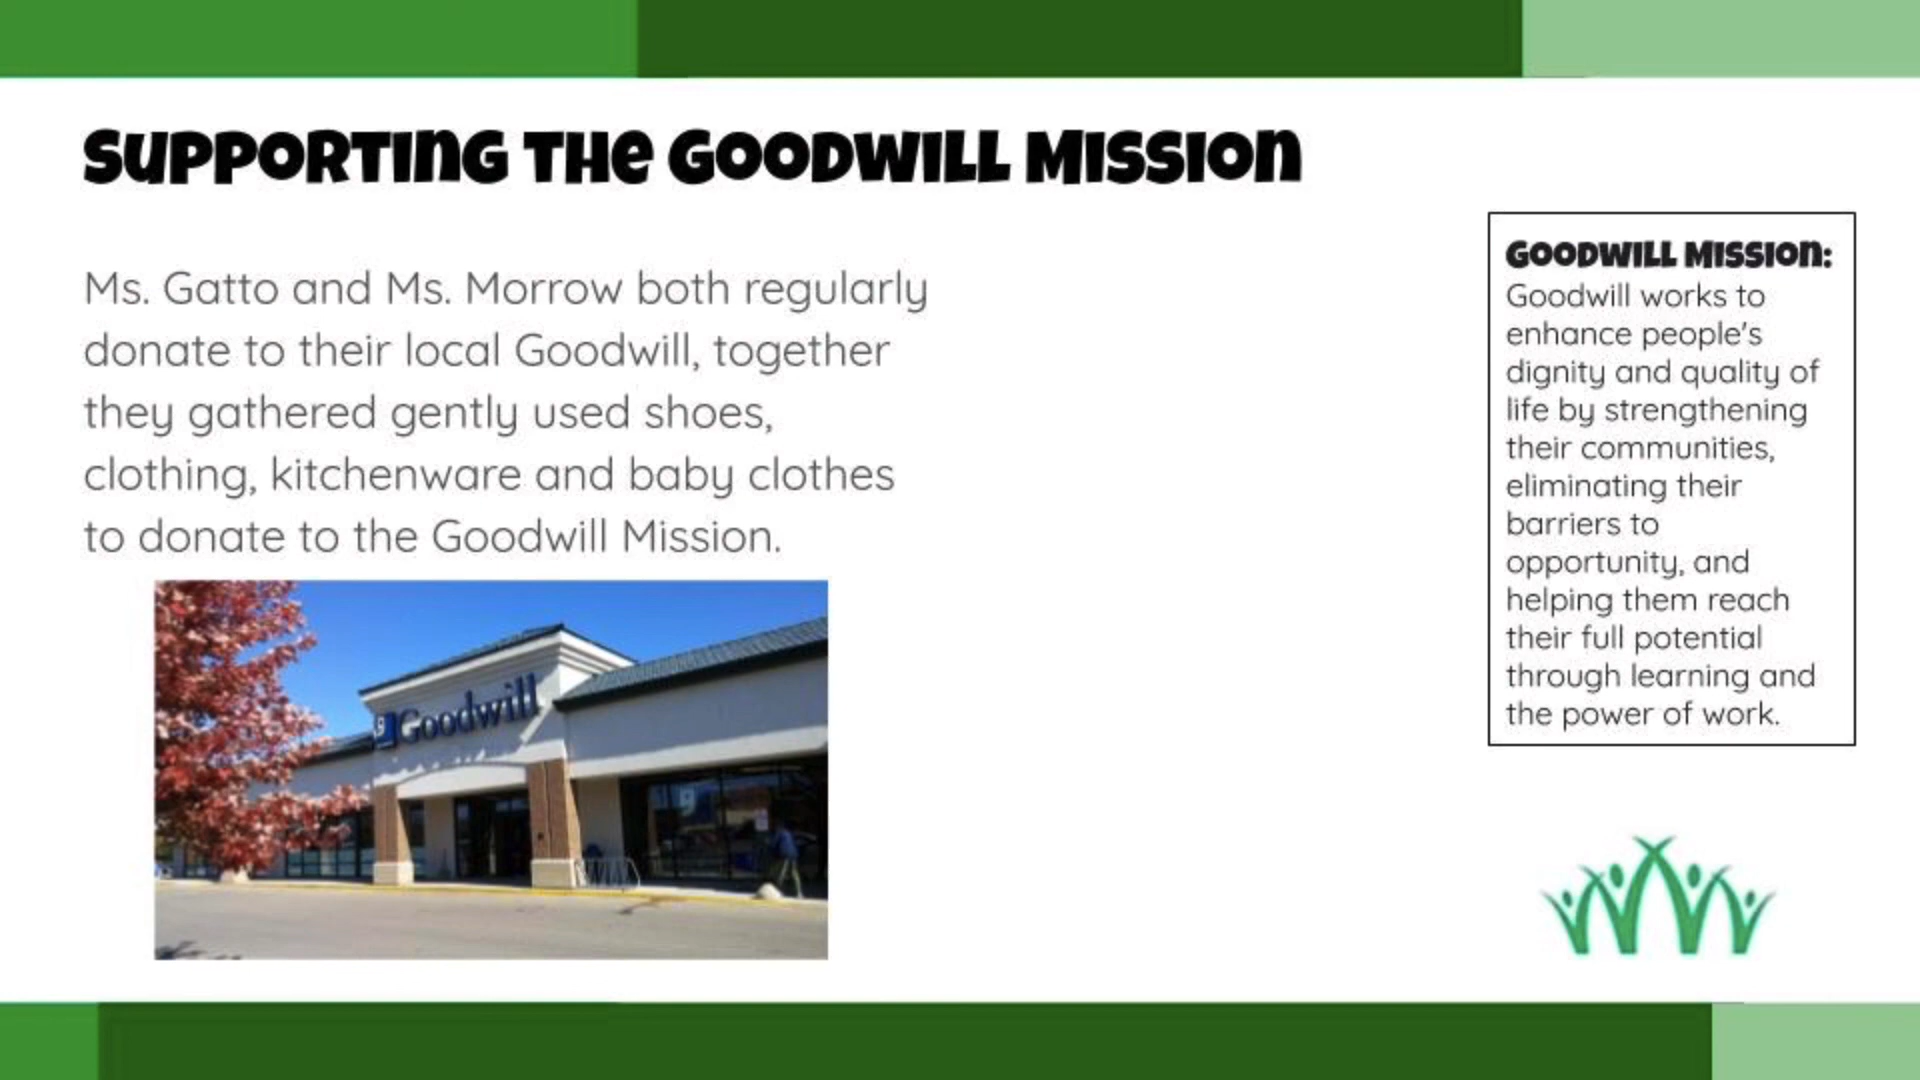 Supporting the Goodwill Mission
Ms. Gatto and Ms. Morrow both regularly
donate to their local Goodwill, together
they gathered gently used shoes,
clothing, kitchenware and baby clothes
to donate to the Goodwill Mission.
Goodwill
Goodwill Mission:
Goodwill works to
enhance people's
dignity and quality of
life by strengthening
their communities,
eliminating their
barriers to
opportunity, and
helping them reach
their full potential
through learning and
the power of work.